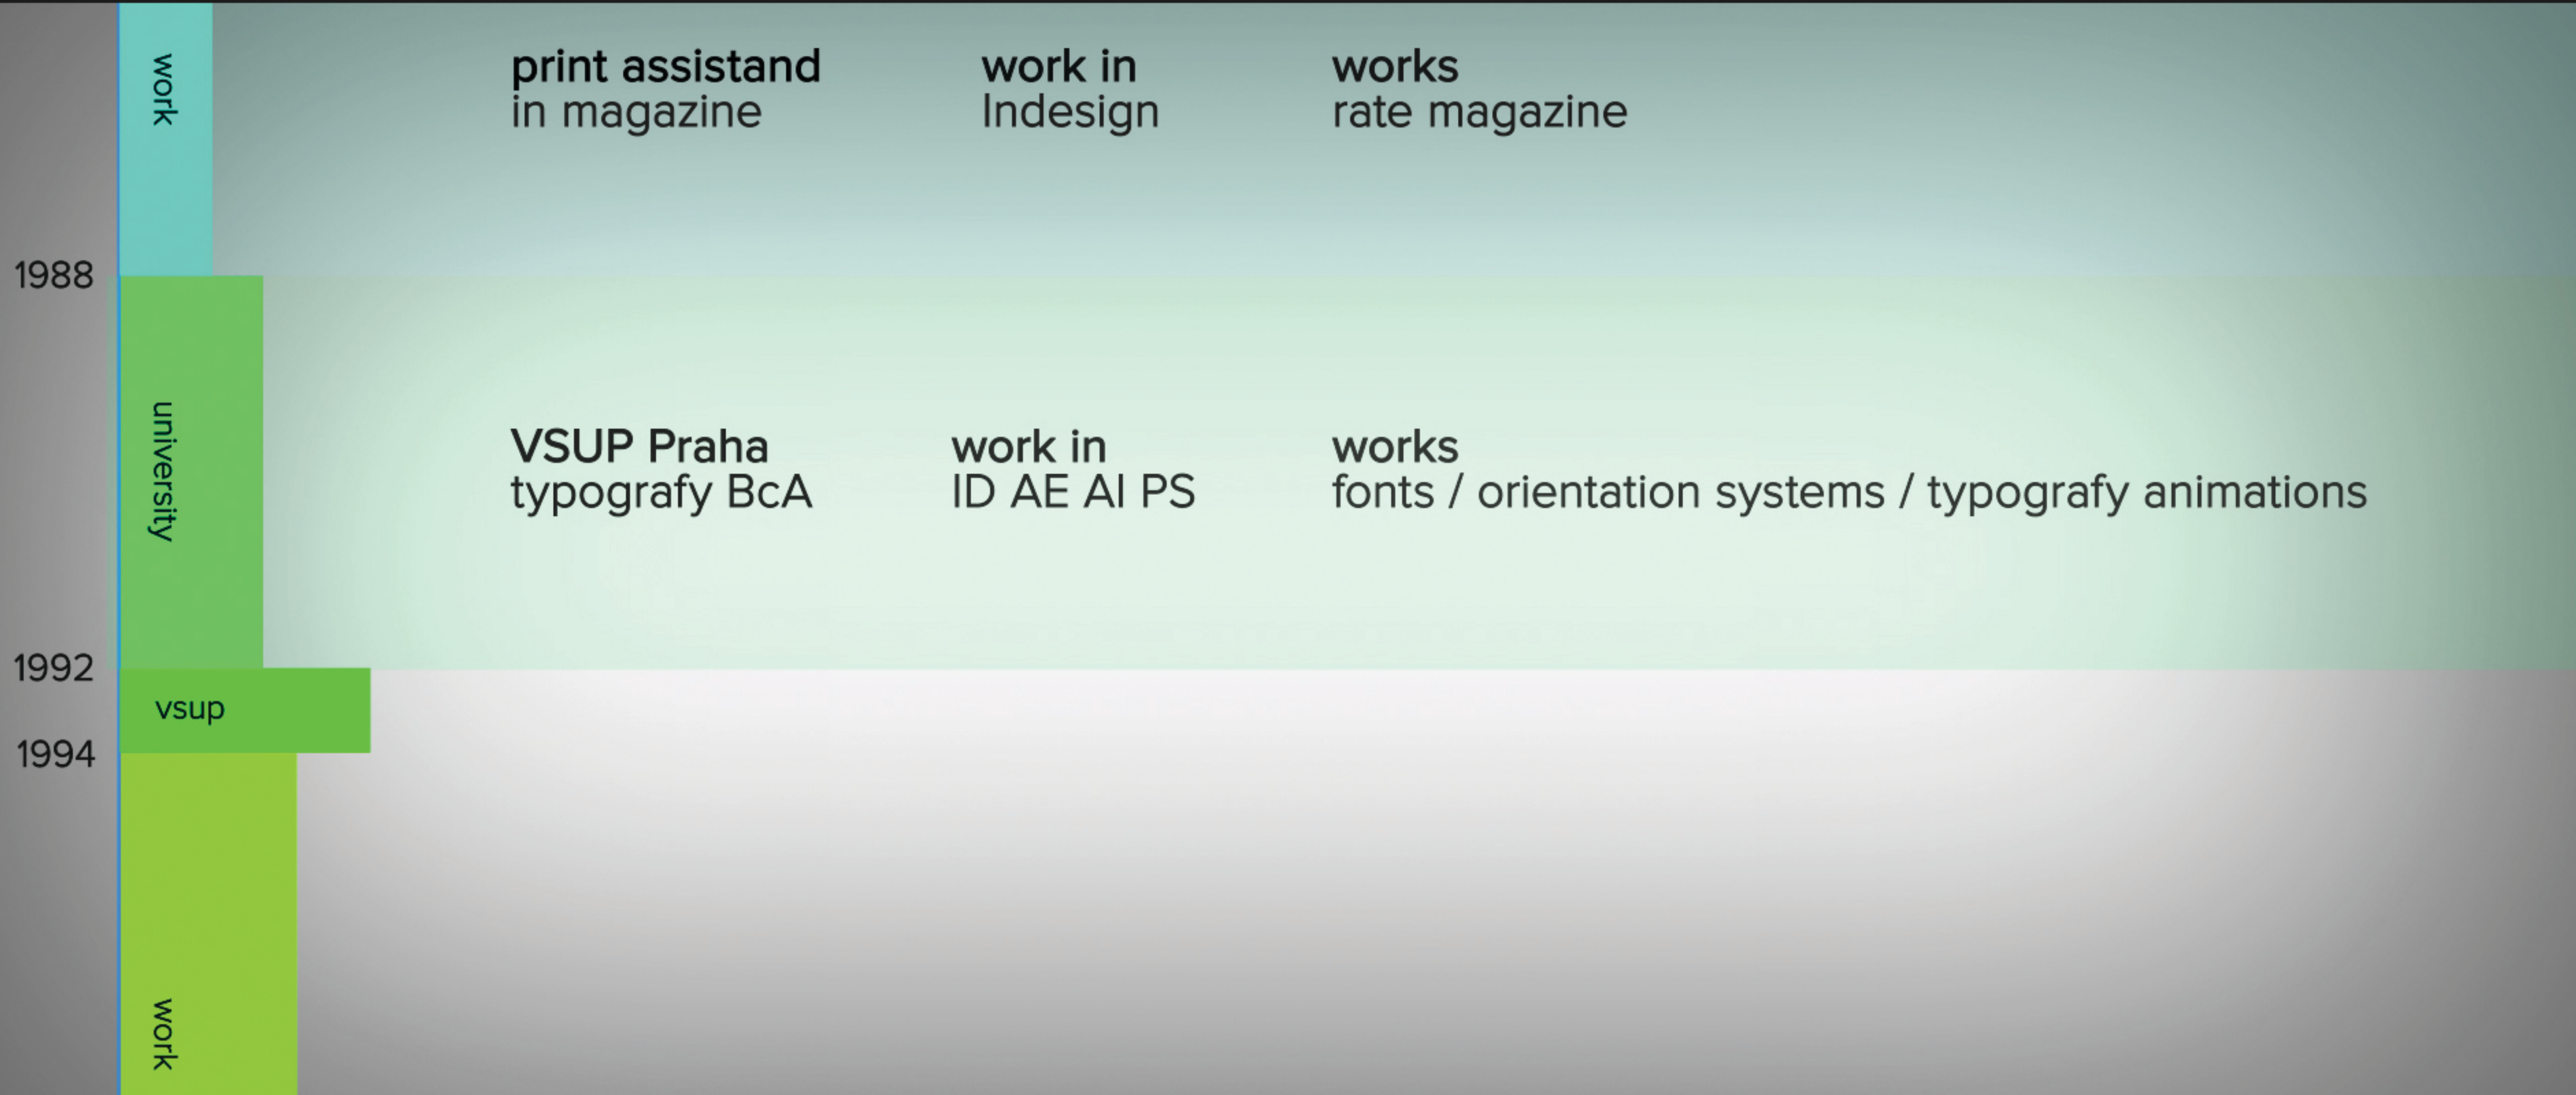 work
print assistand
in magazine
work in
Indesign
works
rate magazine
1988
university
VSUP Praha
typografy BcA
work in
ID AE AI PS
works
fonts / orientation systems / typografy animations
1992
vsup
1994
work